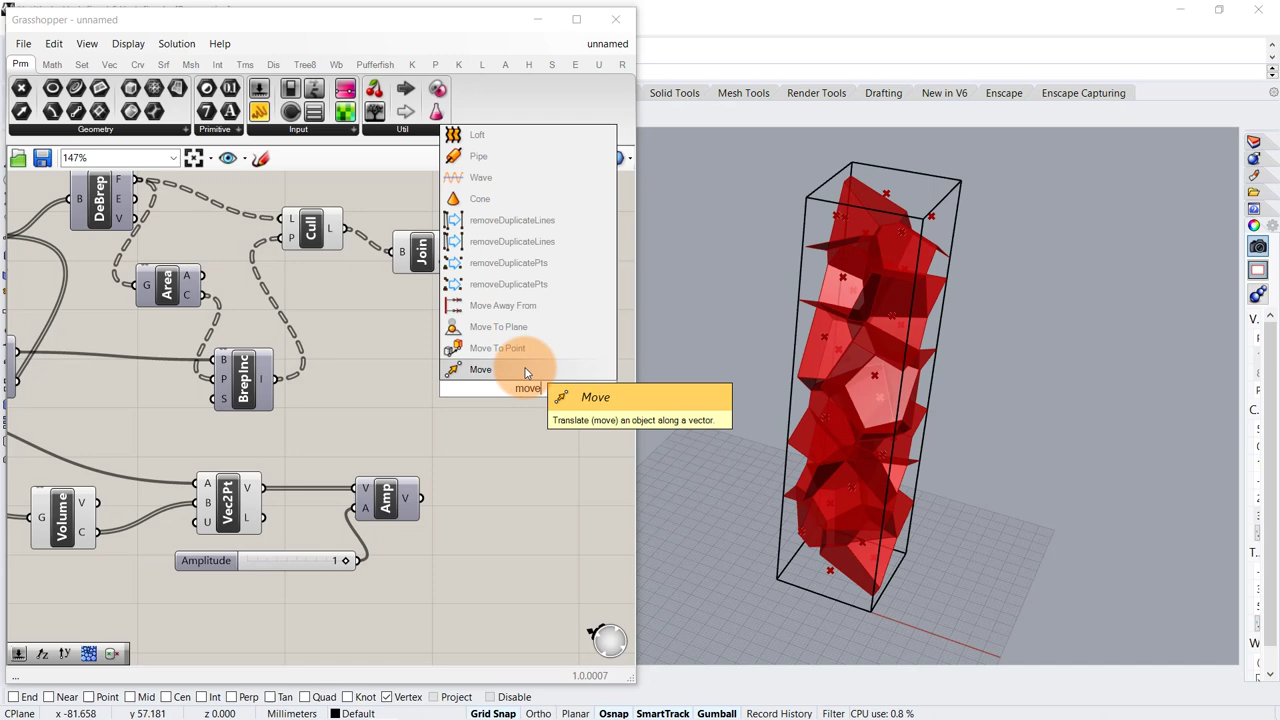 Grasshopper - unnamed
File Edit View Display Solution Help unnamed
Prm Math Set Vec Crv Srf Msh Int Trns Dis Tree8 Wb Pufferfish K P K L A H S E U R
Geometry Primitive Input Util
Solid Tools Mesh Tools Render Tools Drafting New in V6 Enscape Enscape Capturing
147%
Loft
Pipe
Wave
Cone
removeDuplicateLines
removeDuplicateLines
removeDuplicatePts
removeDuplicatePts
Move Away From
Move To Plane
Move To Point
Move
move
Move
Translate (move) an object along a vector.
B DeBrep F E V
L P Cull L
B Join
G Area A C
B P S BrepInc I
G Volume V C
A B U Vec2Pt V L
V A Amp V
Amplitude 1
...
1.0.0007
V.
C.
T...
W
End Near Point Mid Cen Int Perp Tan Quad Knot Vertex Project Disable
CPlane x -81.658 y 57.181 z 0.000 Millimeters Default Grid Snap Ortho Planar Osnap SmartTrack Gumball Record History Filter CPU use: 0.8 %